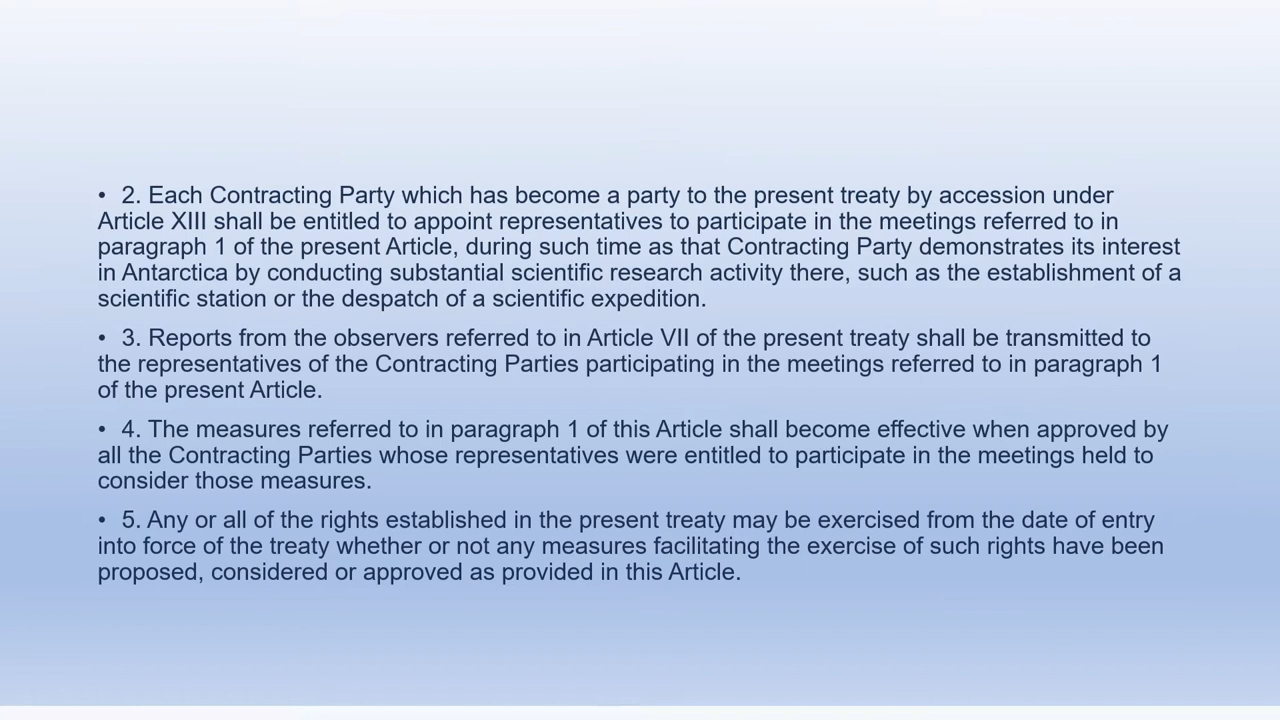 • 2. Each Contracting Party which has become a party to the present treaty by accession under
Article XIII shall be entitled to appoint representatives to participate in the meetings referred to in
paragraph 1 of the present Article, during such time as that Contracting Party demonstrates its interest
in Antarctica by conducting substantial scientific research activity there, such as the establishment of a
scientific station or the despatch of a scientific expedition.
• 3. Reports from the observers referred to in Article VII of the present treaty shall be transmitted to
the representatives of the Contracting Parties participating in the meetings referred to in paragraph 1
of the present Article.
• 4. The measures referred to in paragraph 1 of this Article shall become effective when approved by
all the Contracting Parties whose representatives were entitled to participate in the meetings held to
consider those measures.
• 5. Any or all of the rights established in the present treaty may be exercised from the date of entry
into force of the treaty whether or not any measures facilitating the exercise of such rights have been
proposed, considered or approved as provided in this Article.